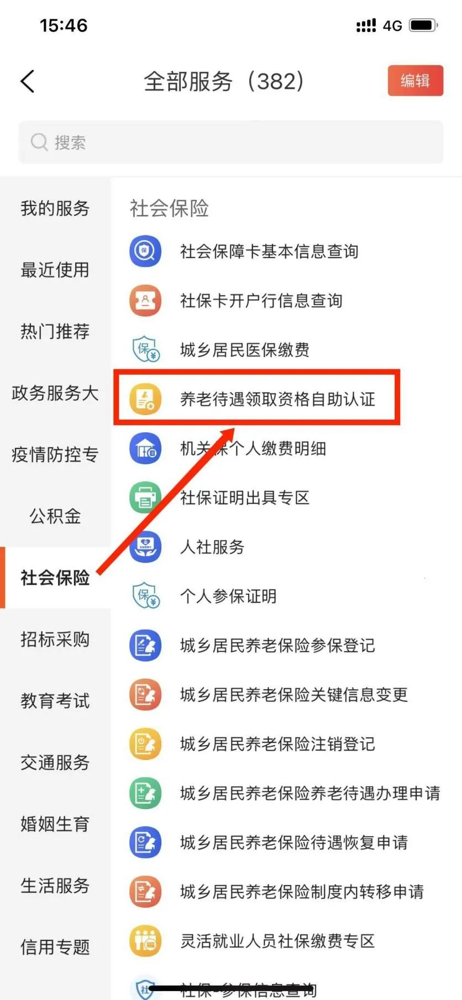 15:46
4G
全部服务（382）
编辑
搜索
我的服务
最近使用
热门推荐
政务服务大
疫情防控专
公积金
社会保险
招标采购
教育考试
交通服务
婚姻生育
生活服务
信用专题
社会保险
社会保障卡基本信息查询
社保卡开户行信息查询
城乡居民医保缴费
养老待遇领取资格自助认证
机关保个人缴费明细
社保证明出具专区
人社服务
个人参保证明
城乡居民养老保险参保登记
城乡居民养老保险关键信息变更
城乡居民养老保险注销登记
城乡居民养老保险养老待遇办理申请
城乡居民养老保险待遇恢复申请
城乡居民养老保险制度内转移申请
灵活就业人员社保缴费专区
社保-参保信息查询